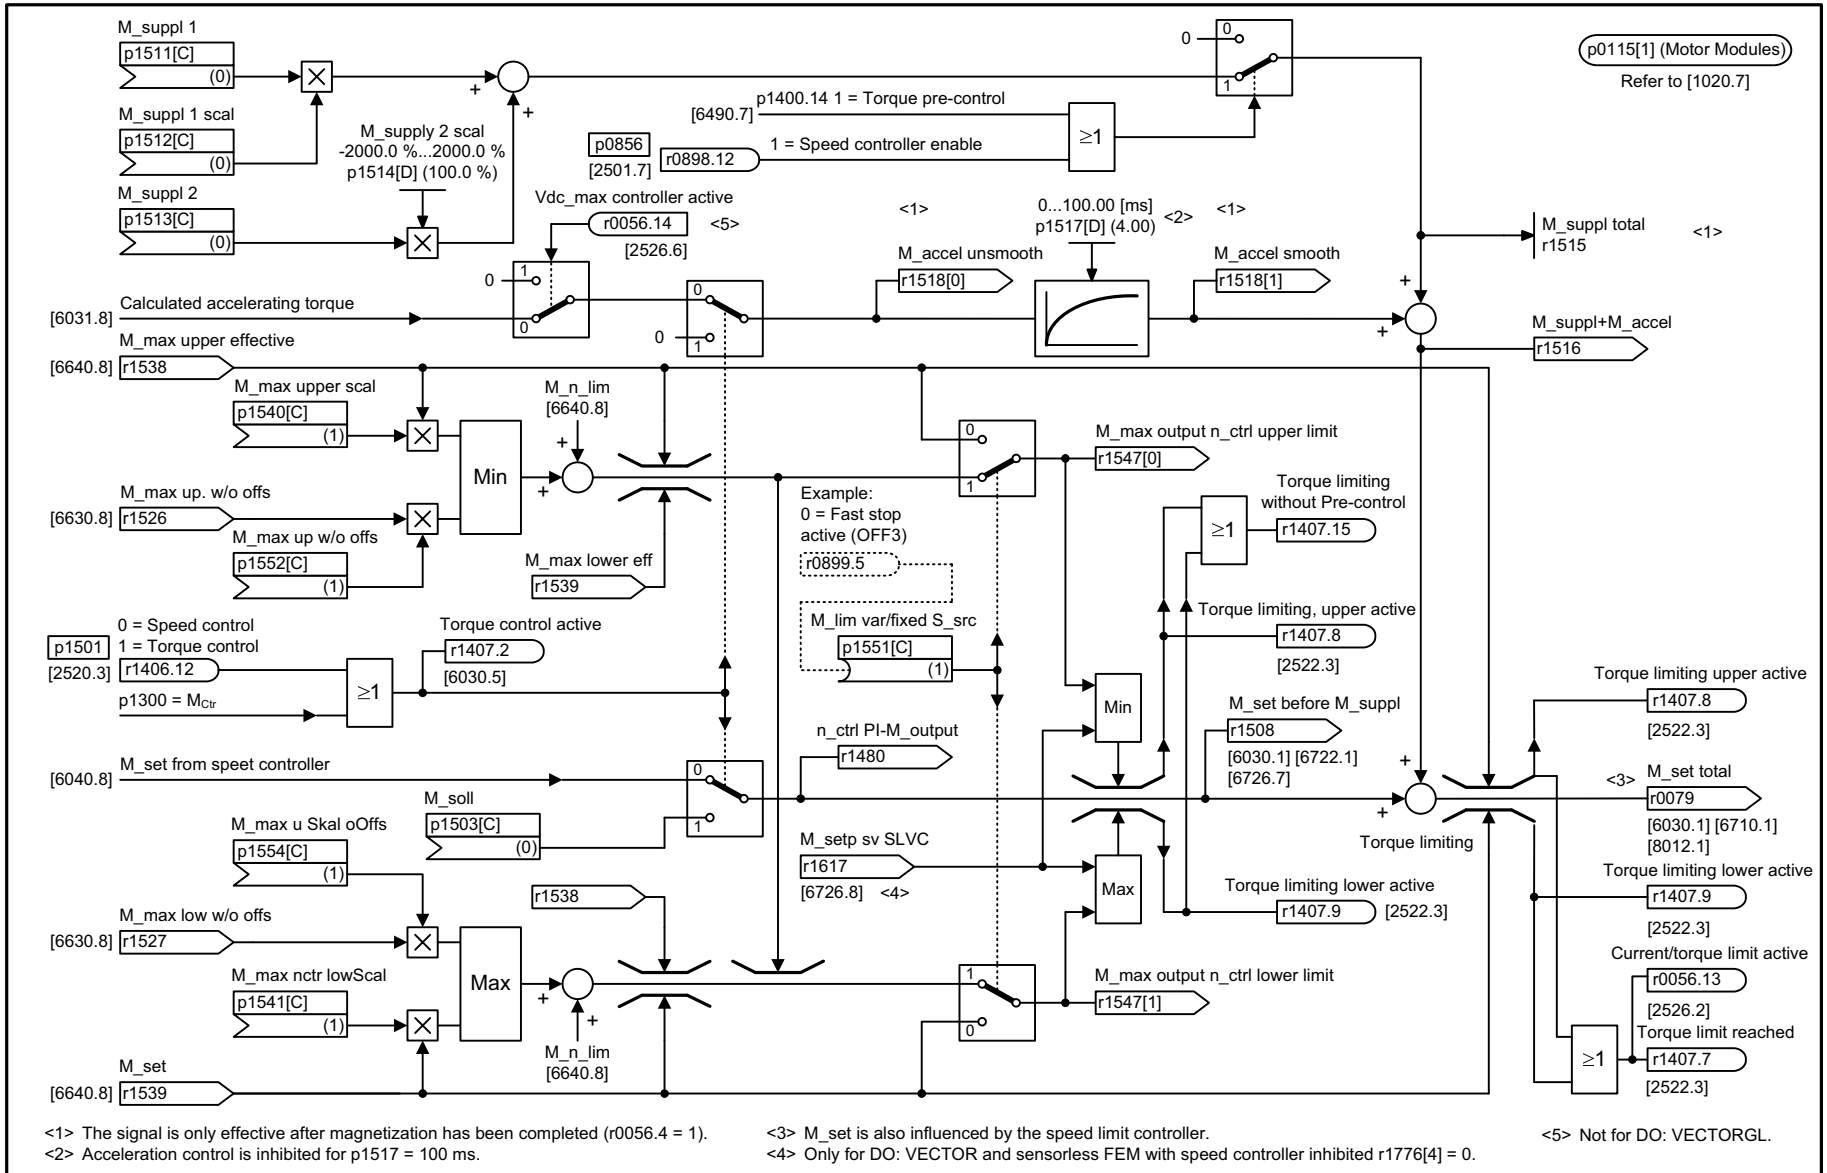 M_suppl 1
p1511[C]
(0)
M_suppl 1 scal
p1512[C]
(0)
M_suppl 2
p1513[C]
(0)
M_supply 2 scal
-2000.0 %...2000.0 %
p1514[D] (100.0 %)
+
+
0
0
1
p0115[1] (Motor Modules)
Refer to [1020.7]
p1400.14 1 = Torque pre-control
[6490.7]
p0856
[2501.7]
r0898.12
1 = Speed controller enable
≥1
Vdc_max controller active
r0056.14
<5>
[2526.6]
0
1
0
0
0
1
<1>
M_accel unsmooth
r1518[0]
0...100.00 [ms]
p1517[D] (4.00)
<2>
<1>
M_accel smooth
r1518[1]
+
+
M_suppl total
r1515
<1>
M_suppl+M_accel
r1516
Calculated accelerating torque
[6031.8]
M_max upper effective
[6640.8]
r1538
M_max upper scal
p1540[C]
(1)
M_max up. w/o offs
[6630.8]
r1526
M_max up w/o offs
p1552[C]
(1)
Min
M_n_lim
[6640.8]
+
+
M_max lower eff
r1539
0
1
M_max output n_ctrl upper limit
r1547[0]
Example:
0 = Fast stop
active (OFF3)
r0899.5
M_lim var/fixed S_src
p1551[C]
(1)
Torque limiting
without Pre-control
≥1
r1407.15
Torque limiting, upper active
r1407.8
[2522.3]
0 = Speed control
1 = Torque control
p1501
[2520.3]
r1406.12
p1300 = MCtr
≥1
Torque control active
r1407.2
[6030.5]
M_set from speet controller
[6040.8]
0
1
M_soll
p1503[C]
(0)
n_ctrl PI-M_output
r1480
Min
M_set before M_suppl
r1508
[6030.1] [6722.1]
[6726.7]
+
+
Torque limiting
M_setp sv SLVC
r1617
[6726.8]
<4>
Max
Torque limiting lower active
r1407.9
[2522.3]
Torque limiting upper active
r1407.8
[2522.3]
<3>
M_set total
r0079
[6030.1] [6710.1]
[8012.1]
Torque limiting lower active
r1407.9
[2522.3]
Current/torque limit active
r0056.13
[2526.2]
Torque limit reached
≥1
r1407.7
[2522.3]
M_max u Skal oOffs
p1554[C]
(1)
M_max low w/o offs
[6630.8]
r1527
M_max nctr lowScal
p1541[C]
(1)
Max
+
+
M_n_lim
[6640.8]
r1538
1
0
M_max output n_ctrl lower limit
r1547[1]
M_set
[6640.8]
r1539
<1> The signal is only effective after magnetization has been completed (r0056.4 = 1).
<2> Acceleration control is inhibited for p1517 = 100 ms.
<3> M_set is also influenced by the speed limit controller.
<4> Only for DO: VECTOR and sensorless FEM with speed controller inhibited r1776[4] = 0.
<5> Not for DO: VECTORGL.